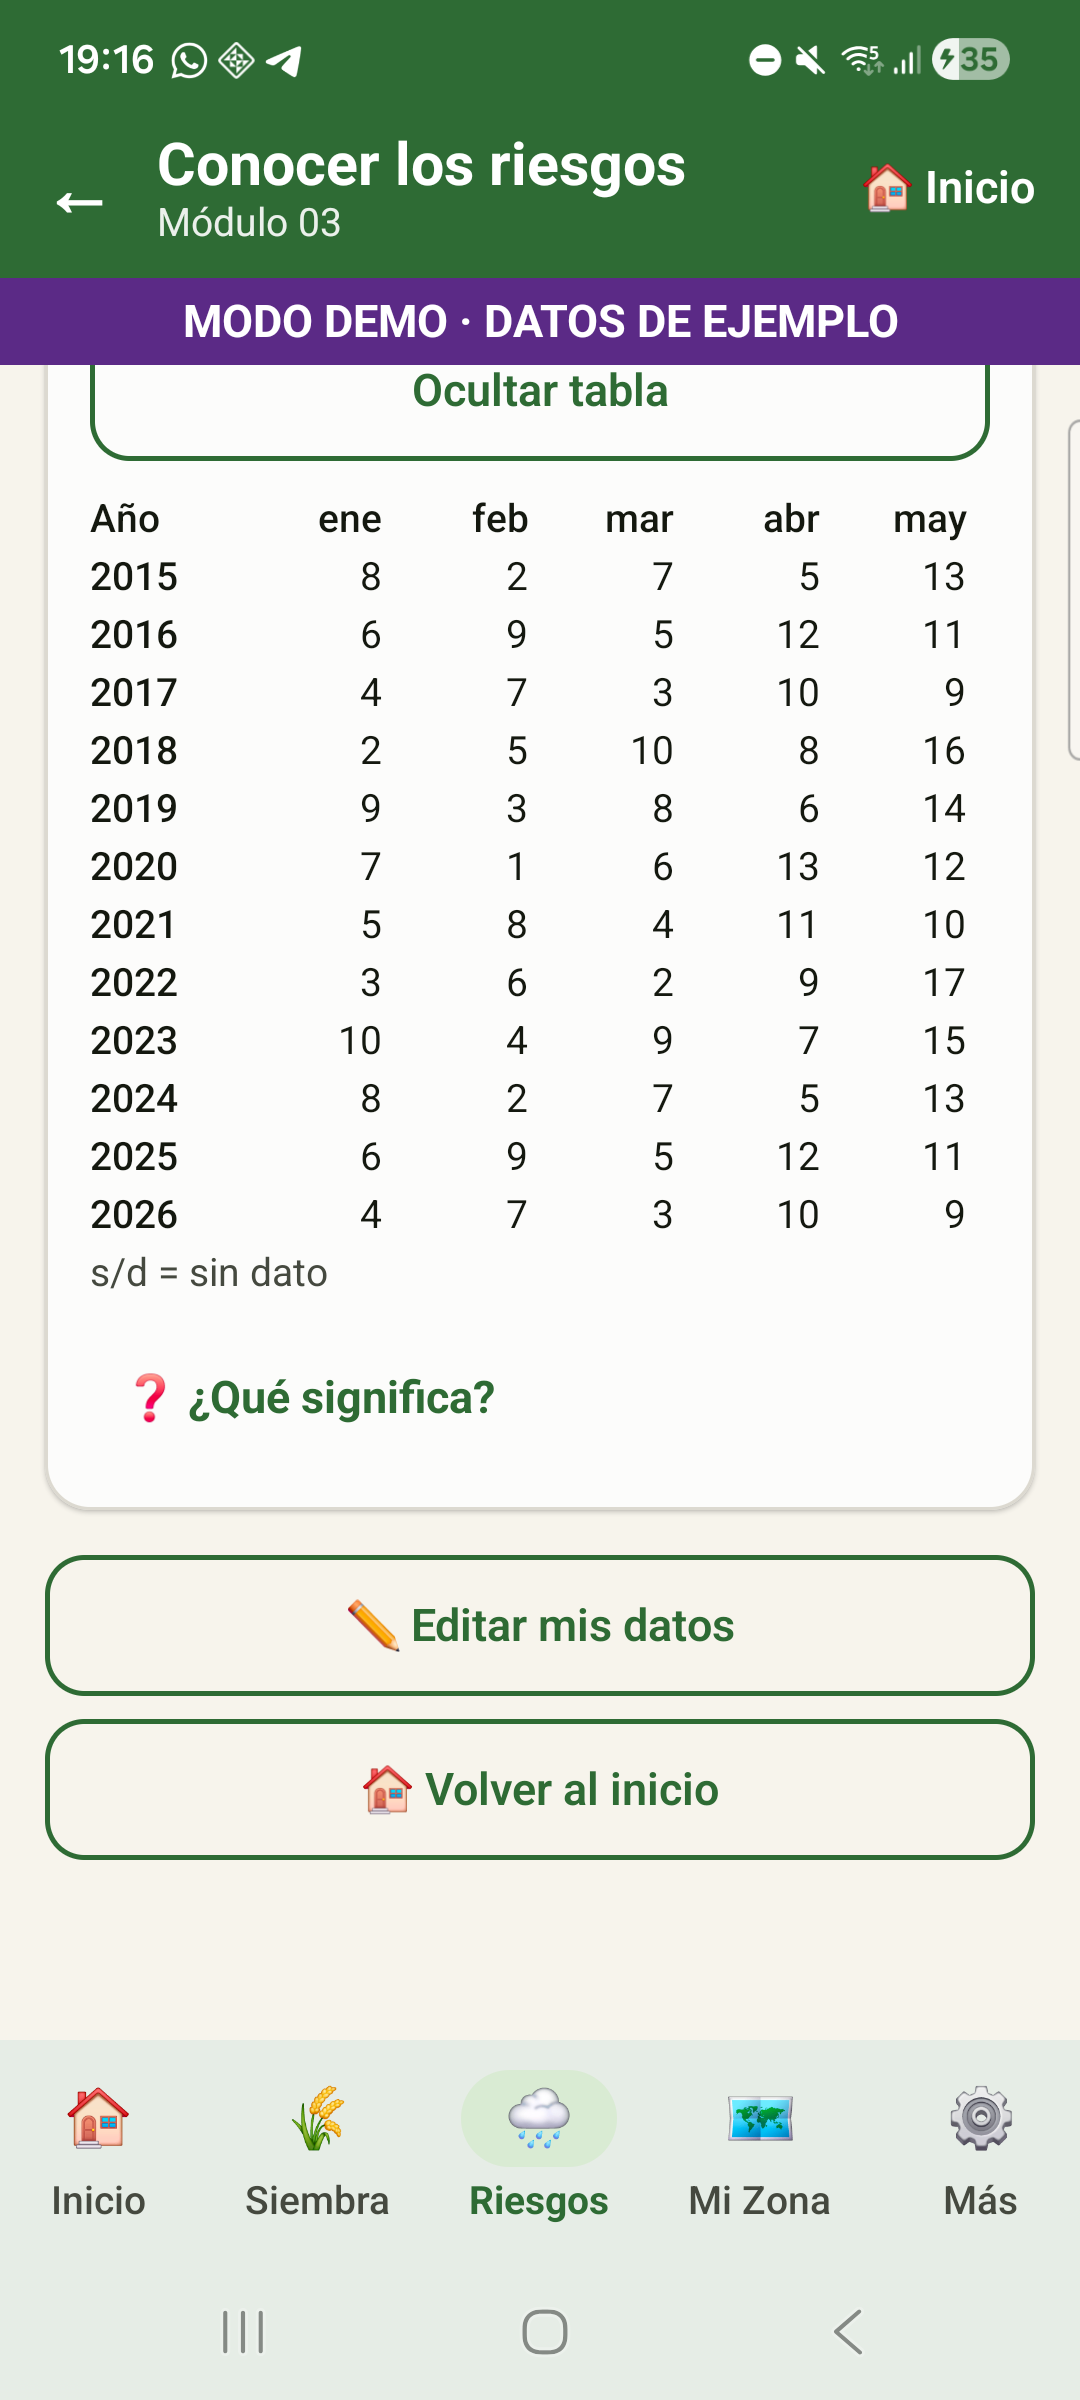 19:16
35
Conocer los riesgos
Módulo 03
Inicio
MODO DEMO · DATOS DE EJEMPLO
Ocultar tabla
Año ene feb mar abr may
2015 8 2 7 5 13
2016 6 9 5 12 11
2017 4 7 3 10 9
2018 2 5 10 8 16
2019 9 3 8 6 14
2020 7 1 6 13 12
2021 5 8 4 11 10
2022 3 6 2 9 17
2023 10 4 9 7 15
2024 8 2 7 5 13
2025 6 9 5 12 11
2026 4 7 3 10 9
s/d = sin dato
❓ ¿Qué significa?
Editar mis datos
Volver al inicio
Inicio Siembra Riesgos Mi Zona Más